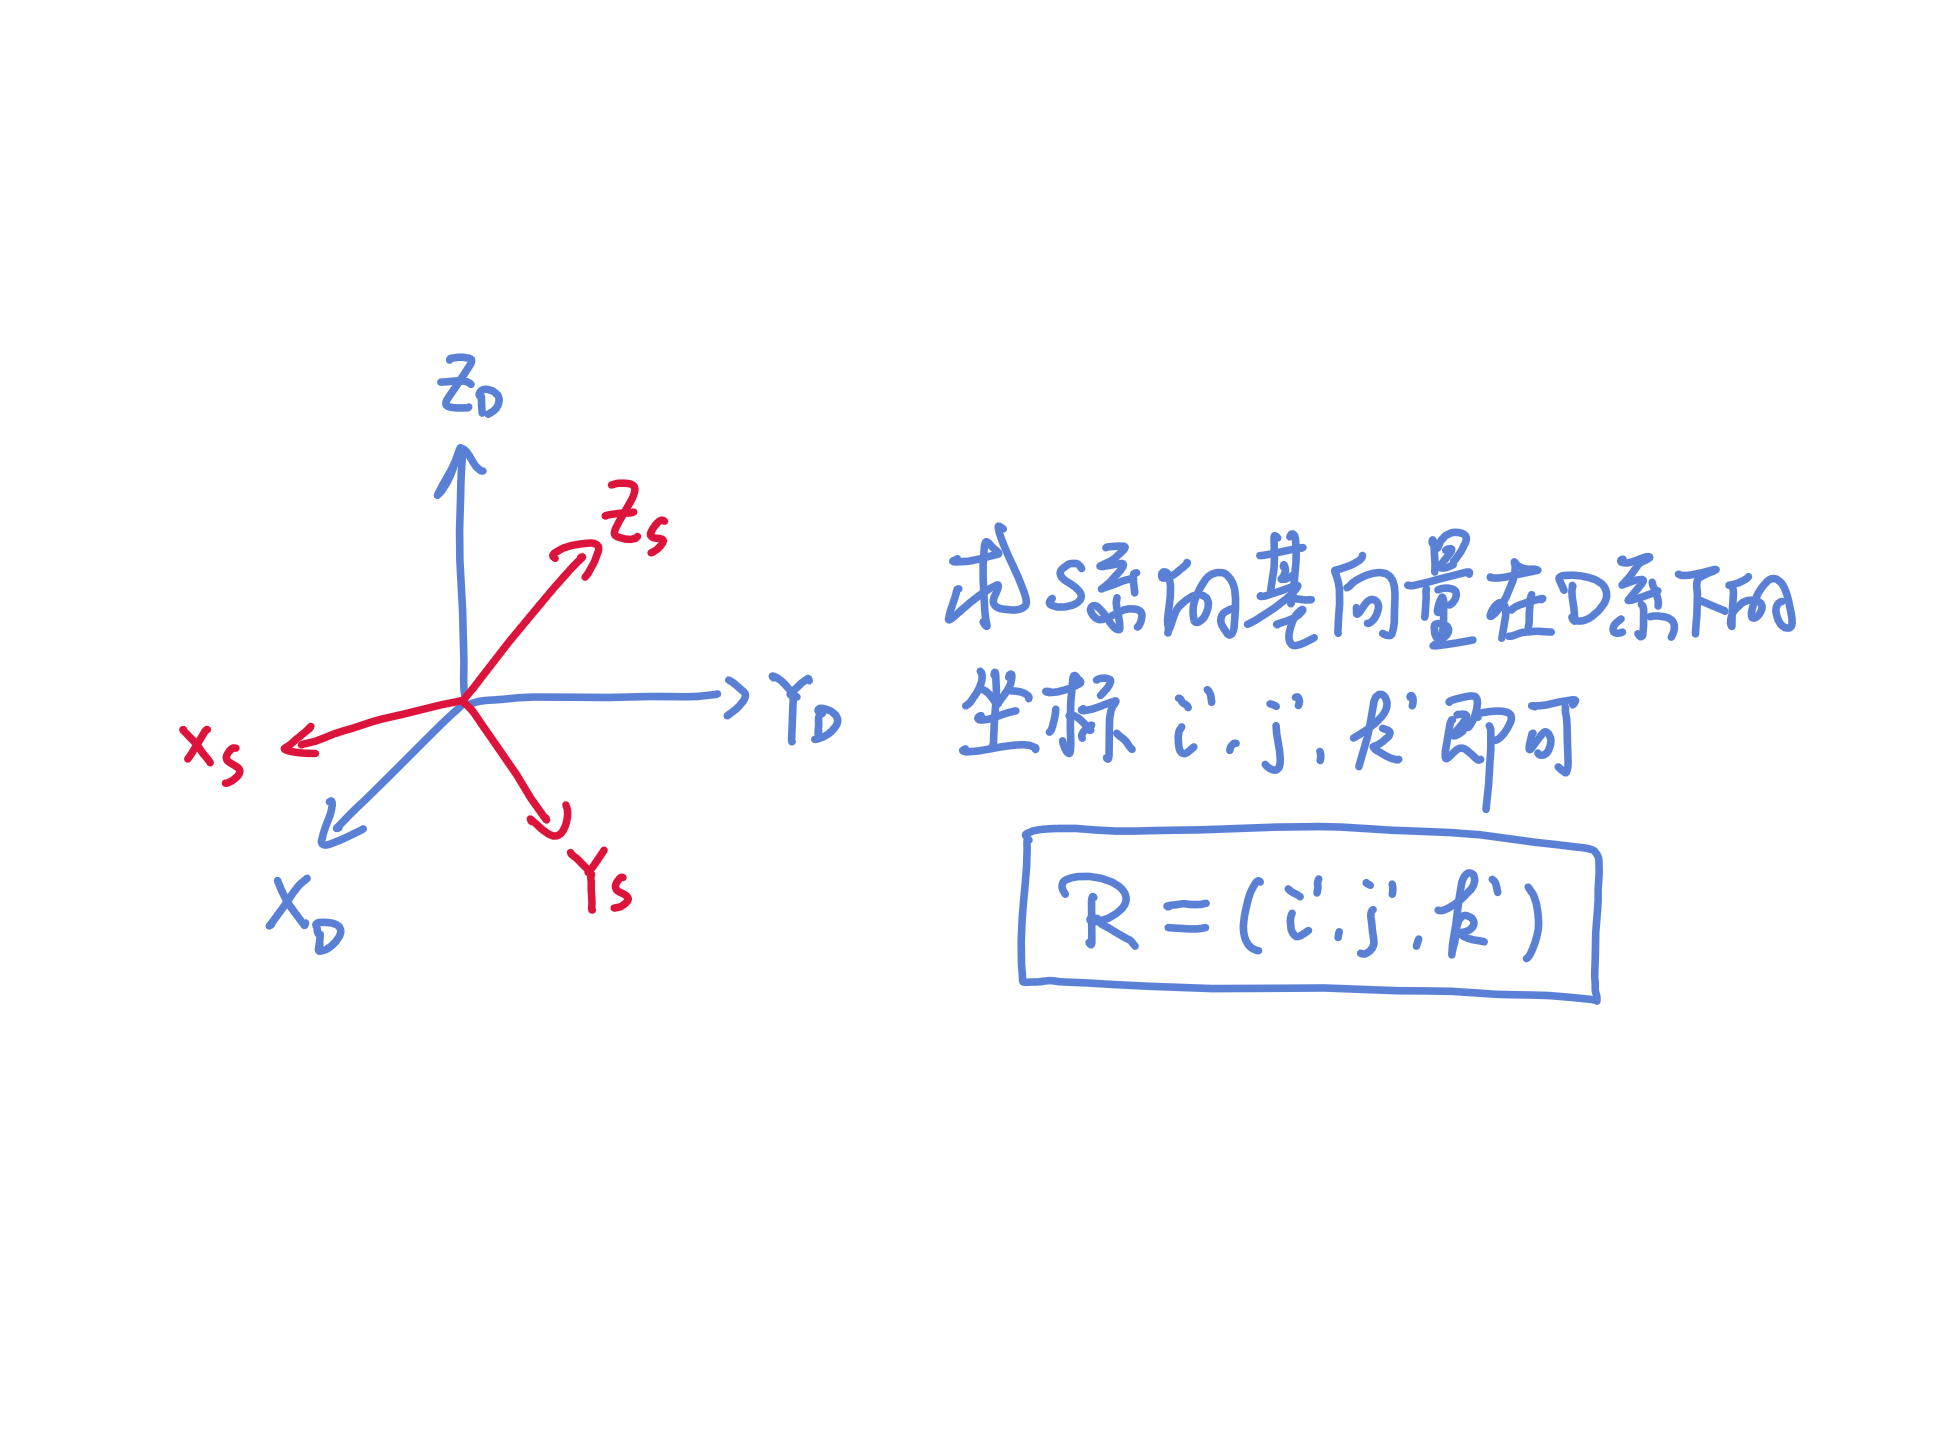 Z_D
Z_S
Y_D
X_S
Y_S
X_D
求S系的基向量在D系下的
坐标 i', j', k' 即可
R = (i', j', k')